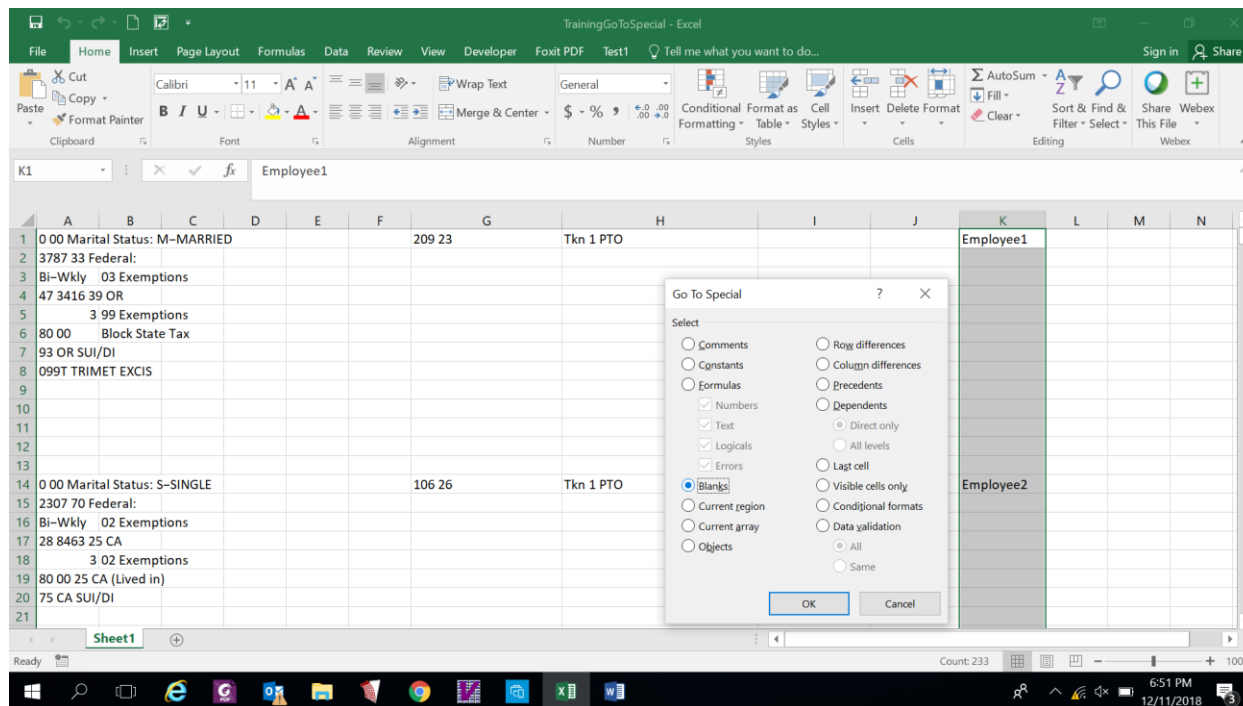 TrainingGoToSpecial - Excel
File Home Insert Page Layout Formulas Data Review View Developer Foxit PDF Test1 Tell me what you want to do... Sign in Share
Paste
Cut
Copy
Format Painter
Clipboard
Calibri 11
B I U
Font
Wrap Text
Merge & Center
Alignment
General
$ % ,
Number
Conditional Formatting
Format as Table
Cell Styles
Styles
Insert Delete Format
Cells
AutoSum
Fill
Clear
Sort & Filter
Find & Select
Editing
Share This File
Webex
Webex
K1 fx Employee1
A B C D E F G H I J K L M N
1 0 00 Marital Status: M–MARRIED 209 23 Tkn 1 PTO Employee1
2 3787 33 Federal:
3 Bi–Wkly 03 Exemptions
4 47 3416 39 OR
5 3 99 Exemptions
6 80 00 Block State Tax
7 93 OR SUI/DI
8 099T TRIMET EXCIS
9
10
11
12
13
14 0 00 Marital Status: S–SINGLE 106 26 Tkn 1 PTO Employee2
15 2307 70 Federal:
16 Bi–Wkly 02 Exemptions
17 28 8463 25 CA
18 3 02 Exemptions
19 80 00 25 CA (Lived in)
20 75 CA SUI/DI
21
Go To Special ?
Select
Comments
Constants
Formulas
Numbers
Text
Logicals
Errors
Blanks
Current region
Current array
Objects
Row differences
Column differences
Precedents
Dependents
Direct only
All levels
Last cell
Visible cells only
Conditional formats
Data validation
All
Same
OK Cancel
Sheet1
Ready Count: 233 100
6:51 PM
12/11/2018
3